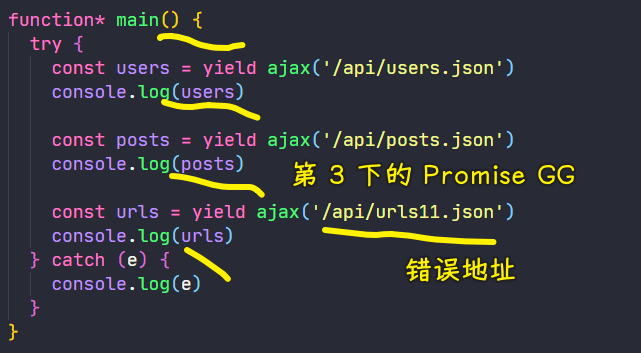 function* main() {
try {
const users = yield ajax('/api/users.json')
console.log(users)
const posts = yield ajax('/api/posts.json')
console.log(posts)
第 3 下的 Promise GG
const urls = yield ajax('/api/urls11.json')
console.log(urls)
} catch (e) {
错误地址
console.log(e)
}
}